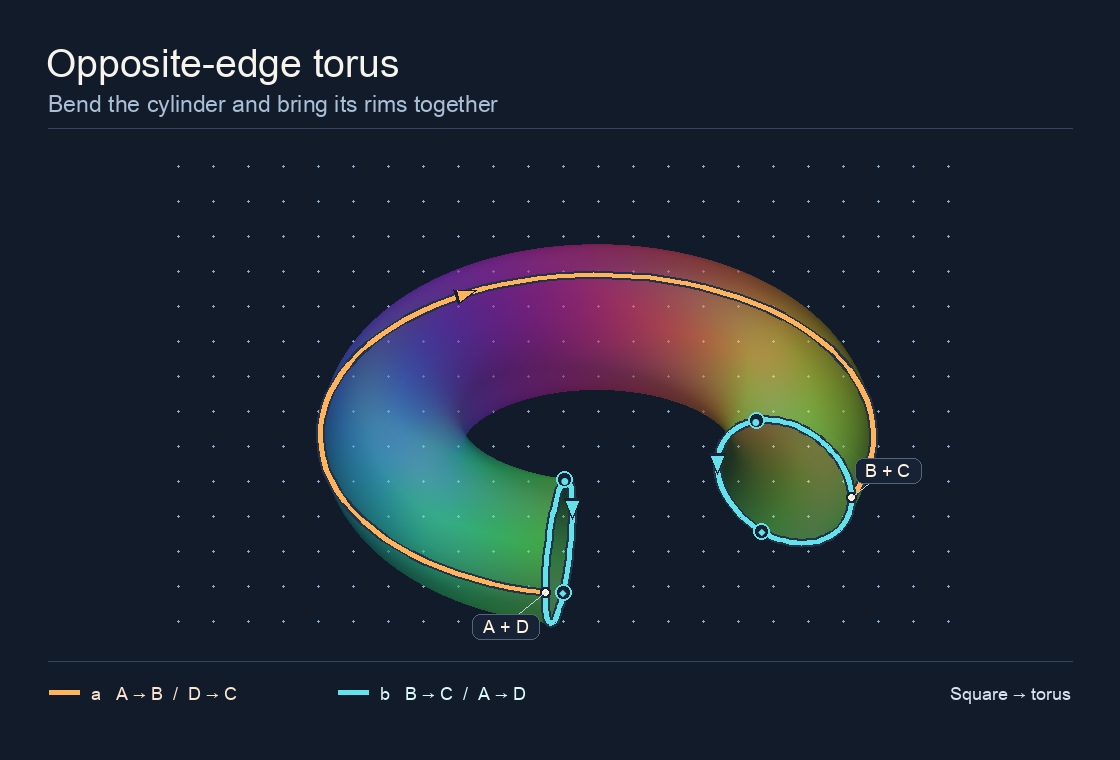 Opposite-edge torus
Bend the cylinder and bring its rims together
B + C
A + D
a A→B / D→C
b B→C / A→D
Square→torus